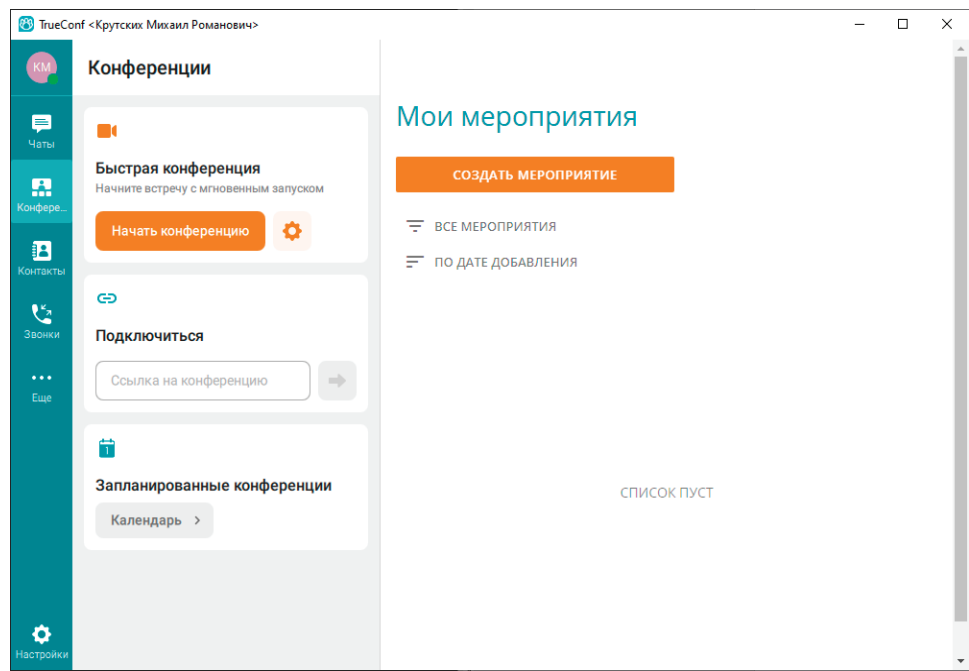 TrueConf <Крутских Михаил Романович>
КМ
Чаты
Конфере...
Контакты
Звонки
Еще
Настройки
Конференции
Быстрая конференция
Начните встречу с мгновенным запуском
Начать конференцию
Подключиться
Ссылка на конференцию
1
Запланированные конференции
Календарь
Мои мероприятия
СОЗДАТЬ МЕРОПРИЯТИЕ
ВСЕ МЕРОПРИЯТИЯ
ПО ДАТЕ ДОБАВЛЕНИЯ
СПИСОК ПУСТ